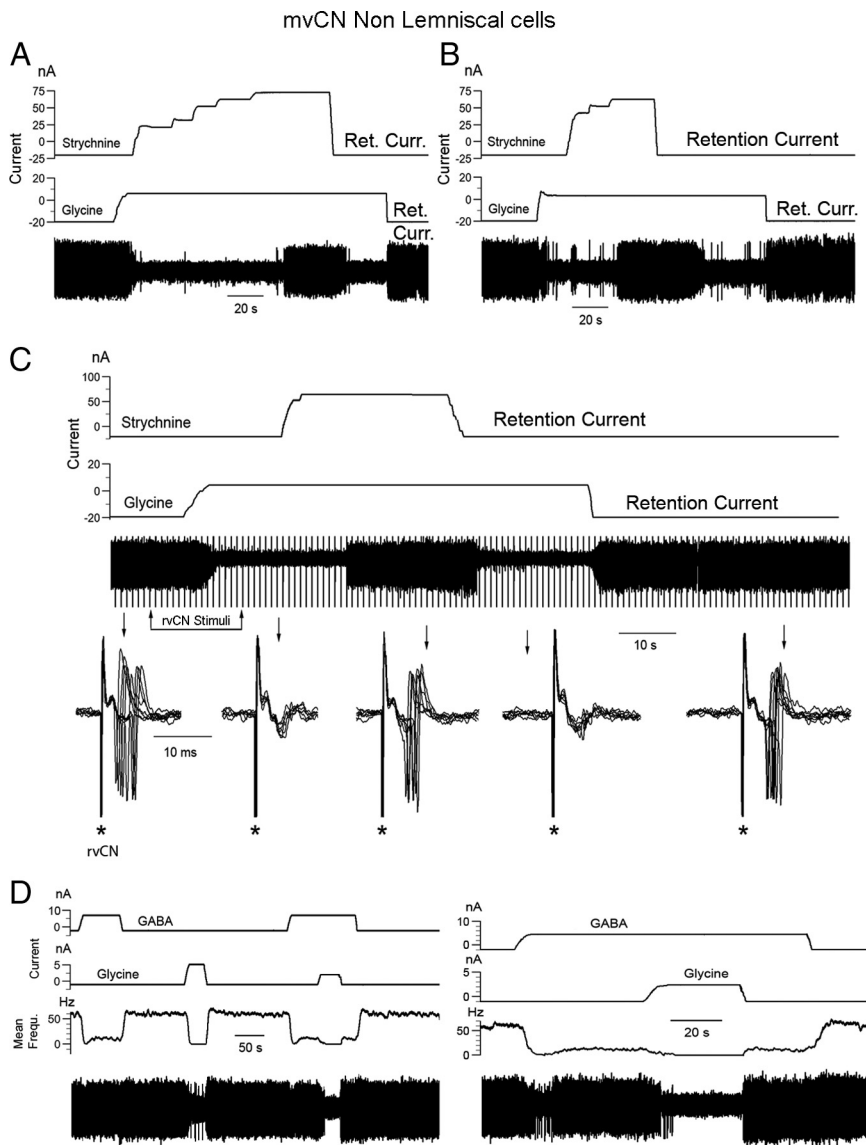 mvCN Non Lemniscal cells
A
nA
75
50
25
0
-25
Current
Strychnine
Ret. Curr.
20
0
-20
Glycine
Ret.
Curr.
20 s
B
75
50
25
0
-25
Strychnine
Retention Current
20
0
-20
Glycine
Ret. Curr.
20 s
C
nA
100
50
0
Current
Strychnine
Retention Current
20
0
-20
Glycine
Retention Current
rvCN Stimuli
10 s
10 ms
* * * * *
rvCN
D
nA
10
0
GABA
nA
5
0
Current
Glycine
Hz
50
0
Mean
Frequ.
50 s
nA
10
0
GABA
nA
5
0
Glycine
Hz
50
0
20 s